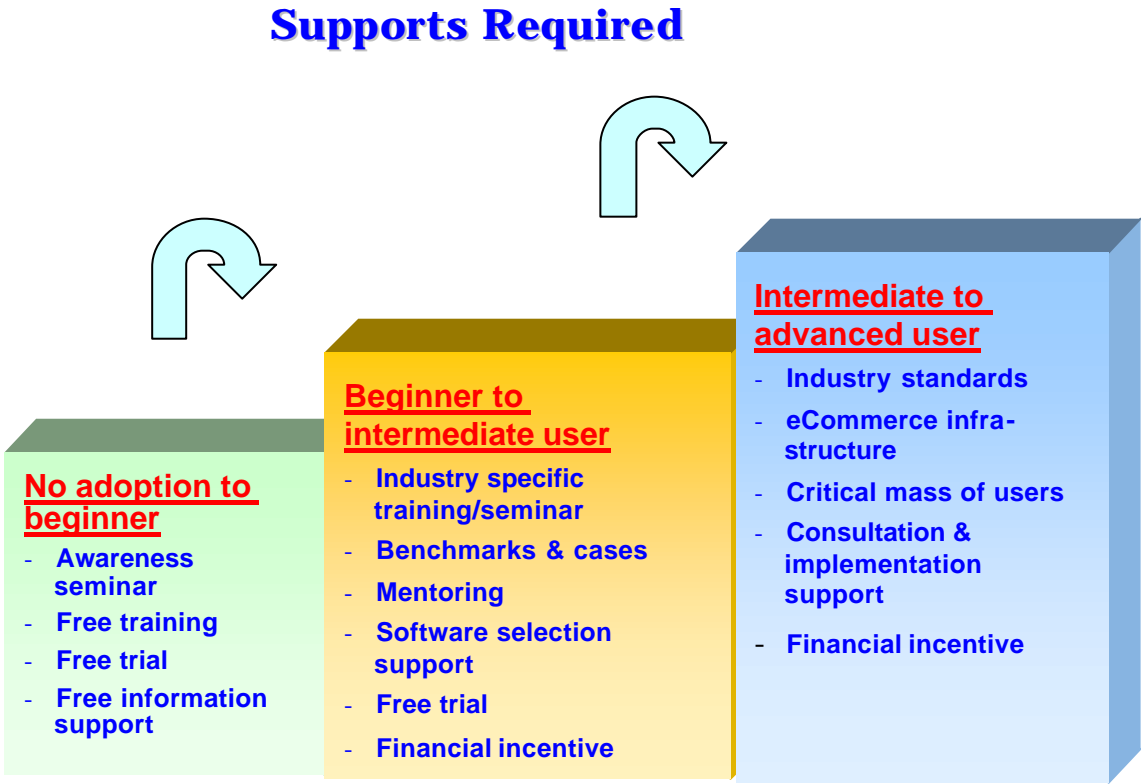 Supports Required
No adoption to
beginner
- Awareness
seminar
- Free training
- Free trial
- Free information
support
Beginner to
intermediate user
- Industry specific
training/seminar
- Benchmarks & cases
- Mentoring
- Software selection
support
- Free trial
- Financial incentive
Intermediate to
advanced user
- Industry standards
- eCommerce infra-
structure
- Critical mass of users
- Consultation &
implementation
support
- Financial incentive